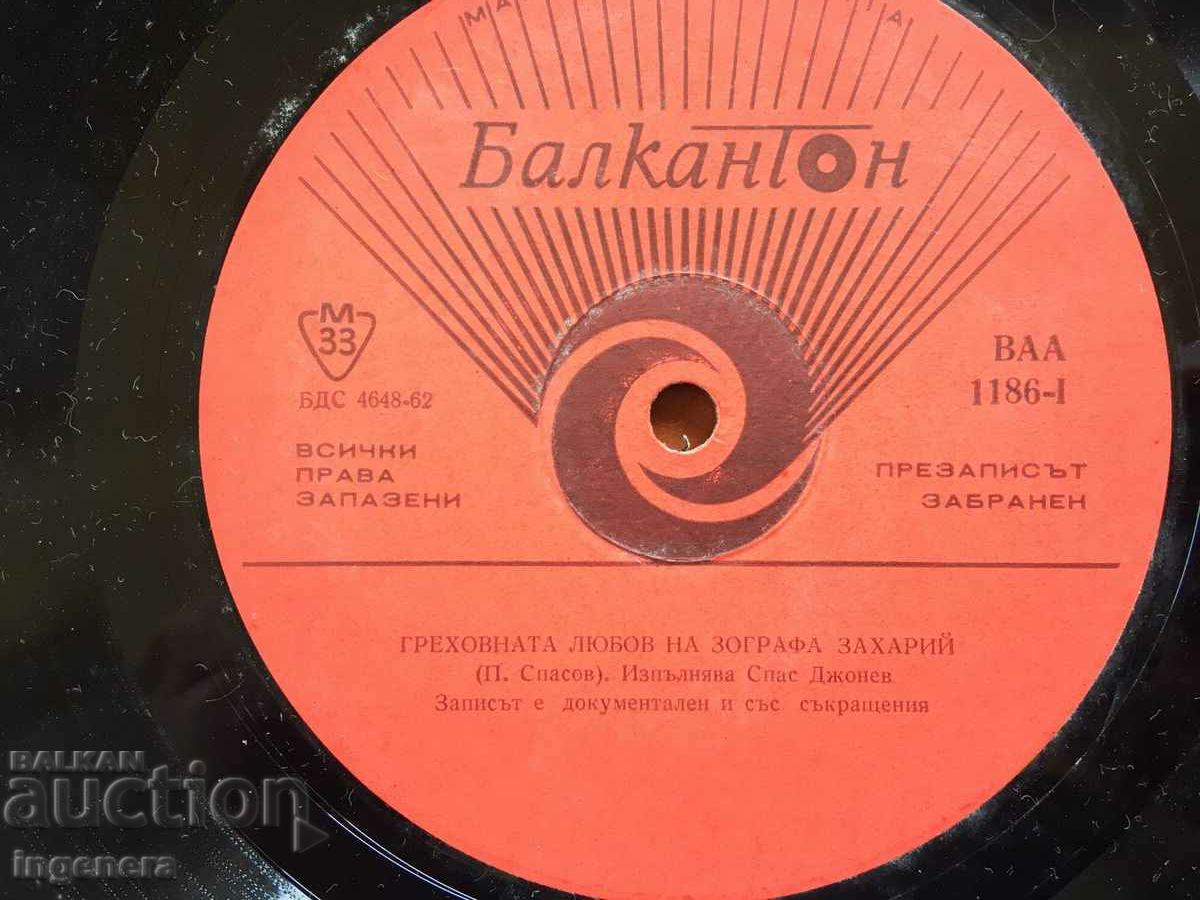 Балкантон
М
33
БДС 4648-62
ВАА
1186-I
ВСИЧКИ
ПРАВА
ЗАПАЗЕНИ
ПРЕЗАПИСЪТ
ЗАБРАНЕН
ГРЕХОВНАТА ЛЮБОВ НА ЗОГРАФА ЗАХАРИЙ
(П. Спасов). Изпълнява Спас Джонев
Записът е документален и със съкращения
BALKAN
auction
ingenera